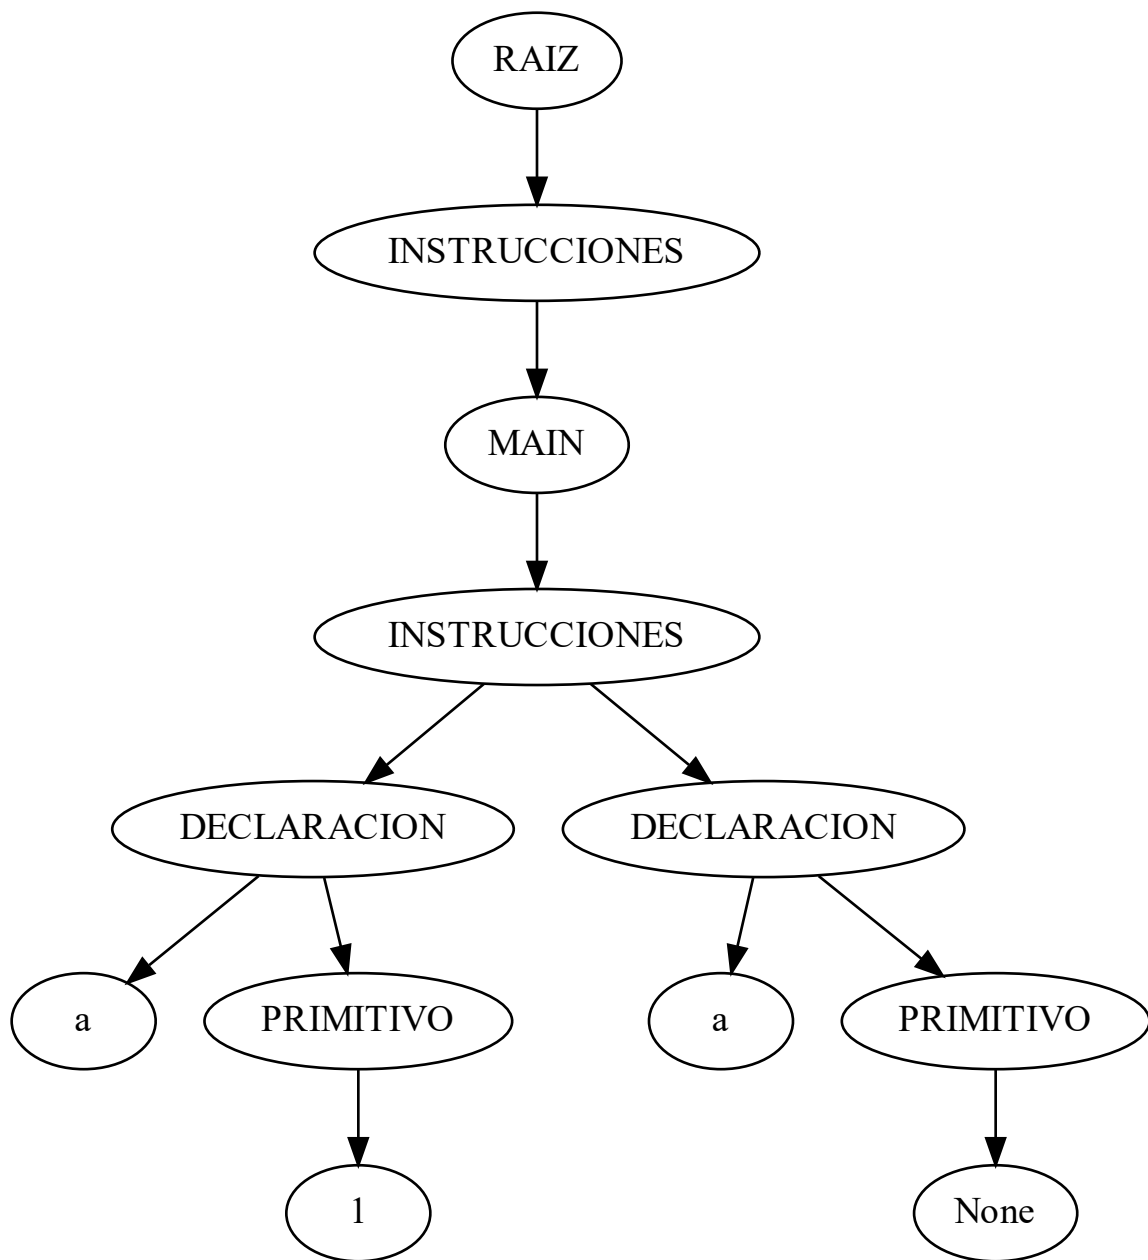 RAIZ
INSTRUCCIONES
MAIN
INSTRUCCIONES
DECLARACION
DECLARACION
a
PRIMITIVO
a
PRIMITIVO
1
None